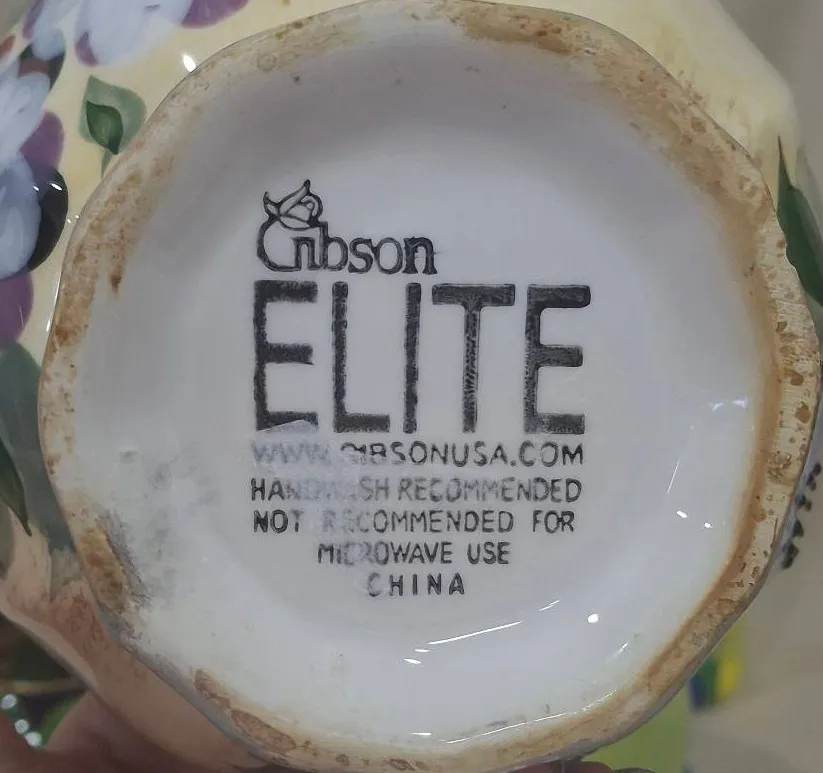 Gibson
ELITE
WWW.GIBSONUSA.COM
HANDWASH RECOMMENDED
NOT RECOMMENDED FOR
MICROWAVE USE
CHINA